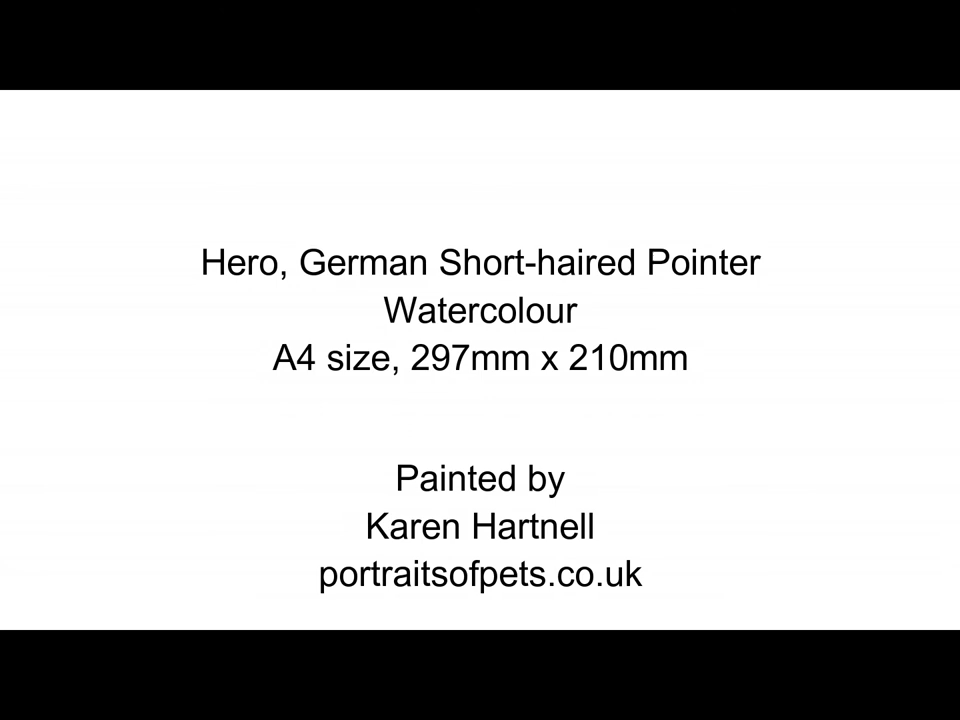 Hero, German Short-haired Pointer
Watercolour
A4 size, 297mm x 210mm
Painted by
Karen Hartnell
portraitsofpets.co.uk